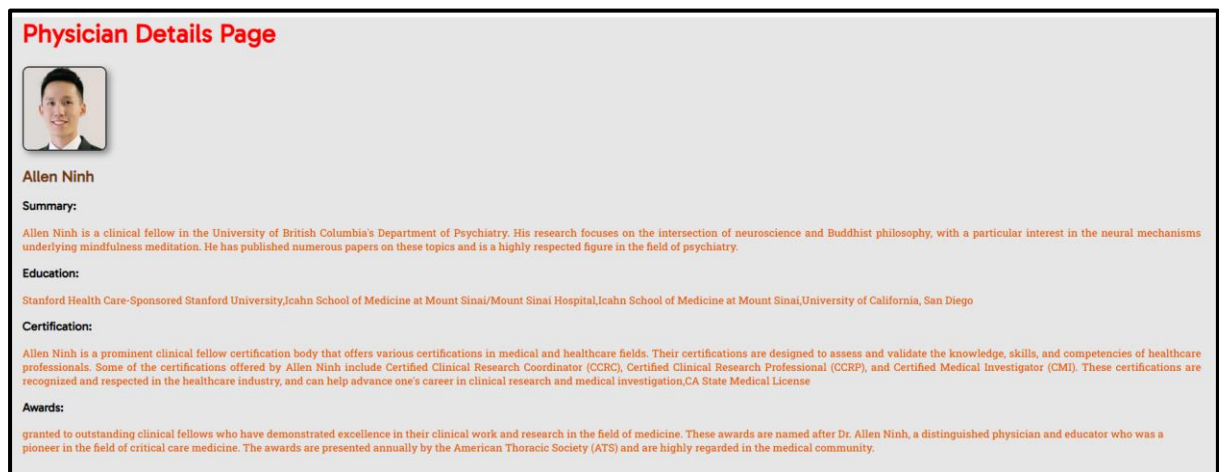 Physician Details Page
Allen Ninh
Summary:
Allen Ninh is a clinical fellow in the University of British Columbia's Department of Psychiatry. His research focuses on the intersection of neuroscience and Buddhist philosophy, with a particular interest in the neural mechanisms
underlying mindfulness meditation. He has published numerous papers on these topics and is a highly respected figure in the field of psychiatry.
Education:
Stanford Health Care-Sponsored Stanford University,Icahn School of Medicine at Mount Sinai/Mount Sinai Hospital,Icahn School of Medicine at Mount Sinai,University of California, San Diego
Certification:
Allen Ninh is a prominent clinical fellow certification body that offers various certifications in medical and healthcare fields. Their certifications are designed to assess and validate the knowledge, skills, and competencies of healthcare
professionals. Some of the certifications offered by Allen Ninh include Certified Clinical Research Coordinator (CCRC), Certified Clinical Research Professional (CCRP), and Certified Medical Investigator (CMI). These certifications are
recognized and respected in the healthcare industry, and can help advance one's career in clinical research and medical investigation,CA State Medical License
Awards:
granted to outstanding clinical fellows who have demonstrated excellence in their clinical work and research in the field of medicine. These awards are named after Dr. Allen Ninh, a distinguished physician and educator who was a
pioneer in the field of critical care medicine. The awards are presented annually by the American Thoracic Society (ATS) and are highly regarded in the medical community.